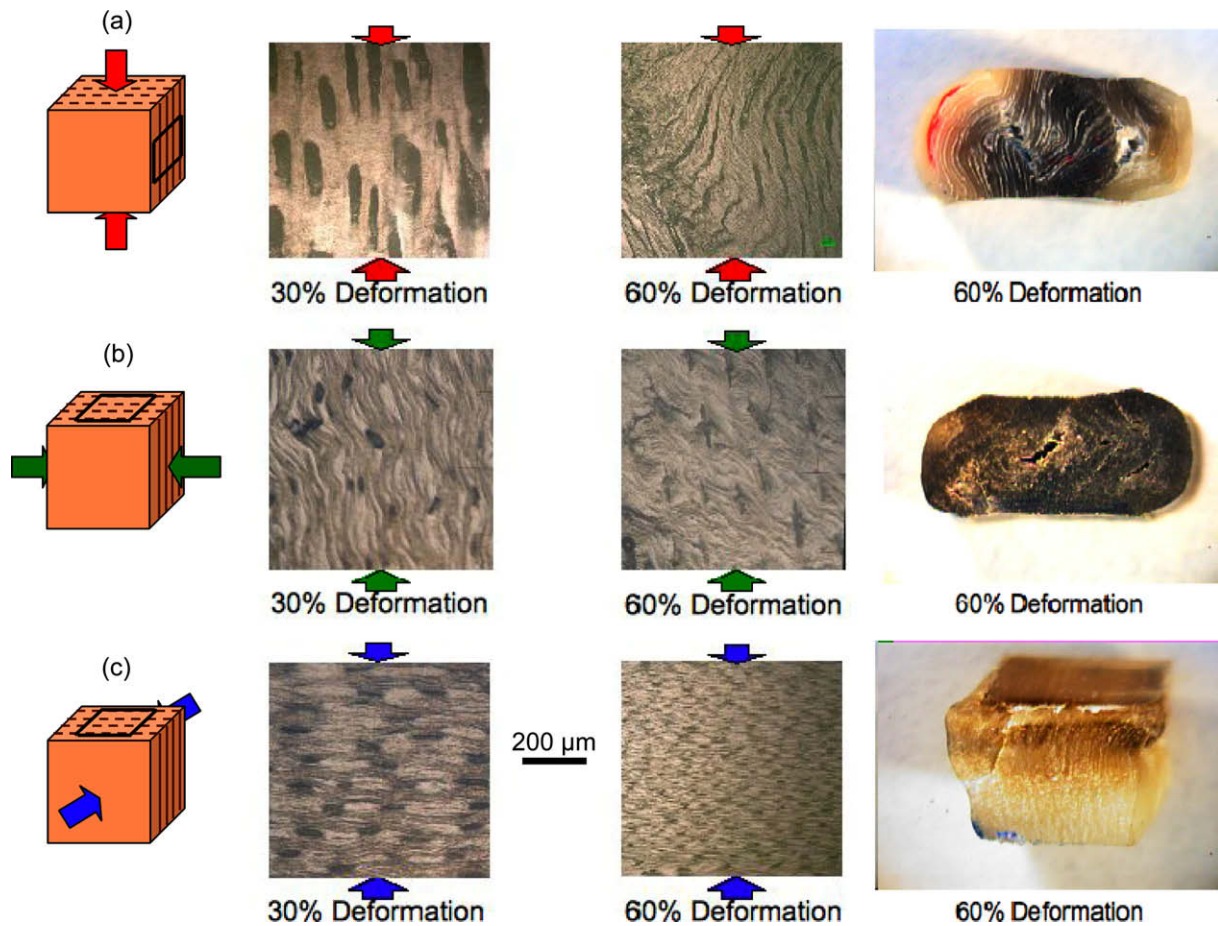 (a)
30% Deformation
60% Deformation
60% Deformation
(b)
30% Deformation
60% Deformation
60% Deformation
(c)
200 μm
30% Deformation
60% Deformation
60% Deformation